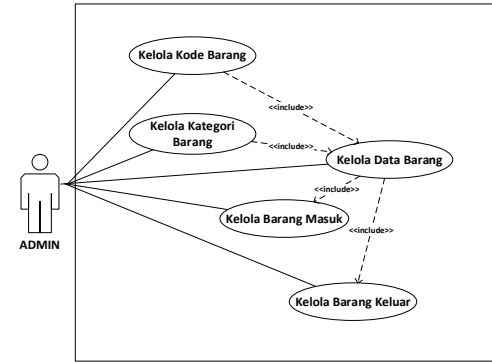 Kelola Kode Barang
<<include>>
Kelola Kategori
Barang
<<include>>
Kelola Data Barang
<<include>>
Kelola Barang Masuk
<<include>>
ADMIN
Kelola Barang Keluar